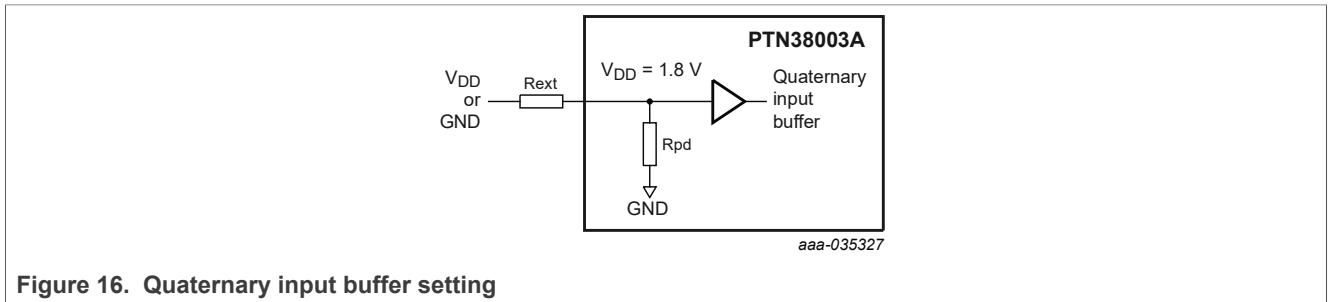 PTN38003A
V_DD
or
GND
Rext
V_DD = 1.8 V
Quaternary
input
buffer
Rpd
GND
aaa-035327
Figure 16. Quaternary input buffer setting